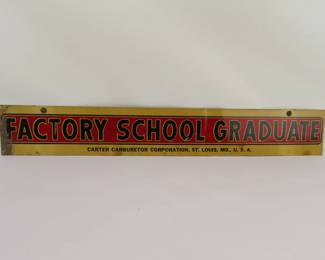 FACTORY SCHOOL GRADUATE
CARTER CARBURETOR CORPORATION, ST. LOUIS, MO., U. S. A.